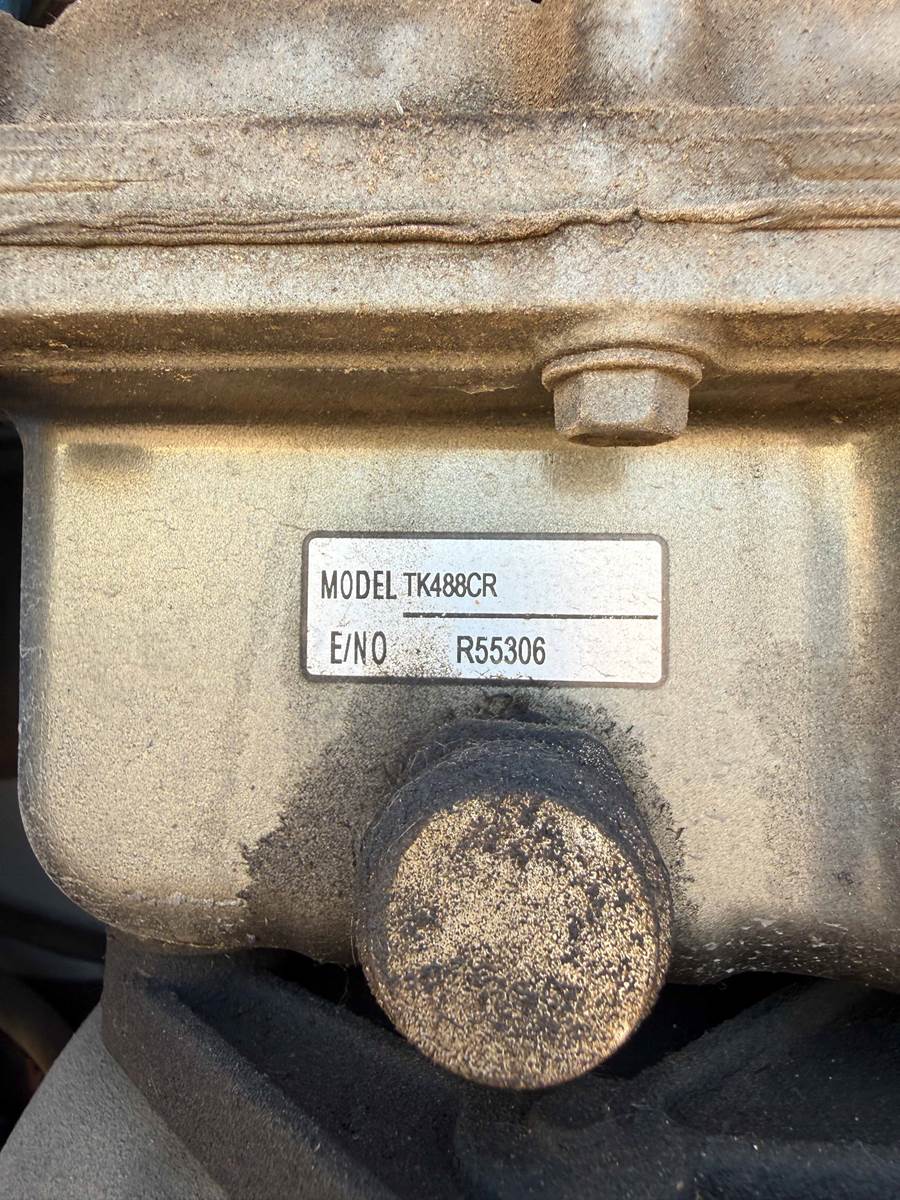 MODEL TK488CR
E/NO R55306